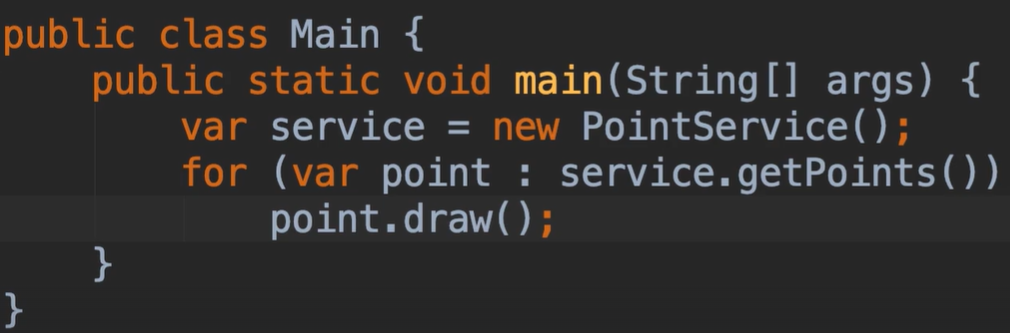 public class Main {
    public static void main(String[] args) {
        var service = new PointService();
        for (var point : service.getPoints())
            point.draw();
    }
}